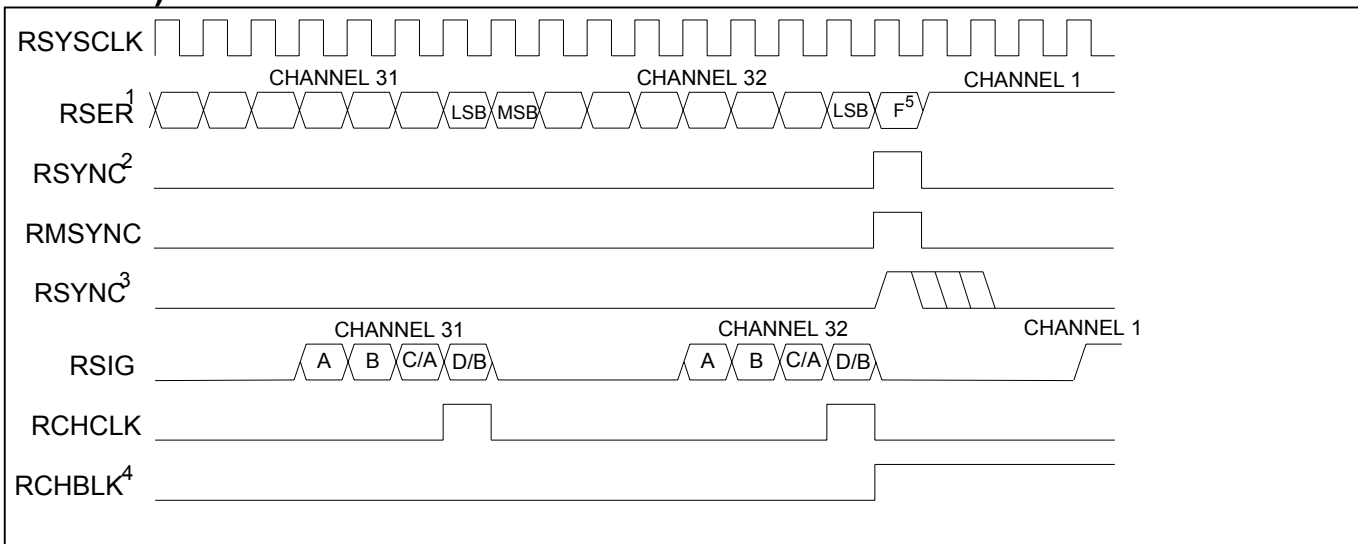 RSYSCLK
CHANNEL 31 CHANNEL 32 CHANNEL 1
RSER1 LSB MSB LSB F5
RSYNC2
RMSYNC
RSYNC3
CHANNEL 31 CHANNEL 32 CHANNEL 1
RSIG A B C/A D/B A B C/A D/B
RCHCLK
RCHBLK4